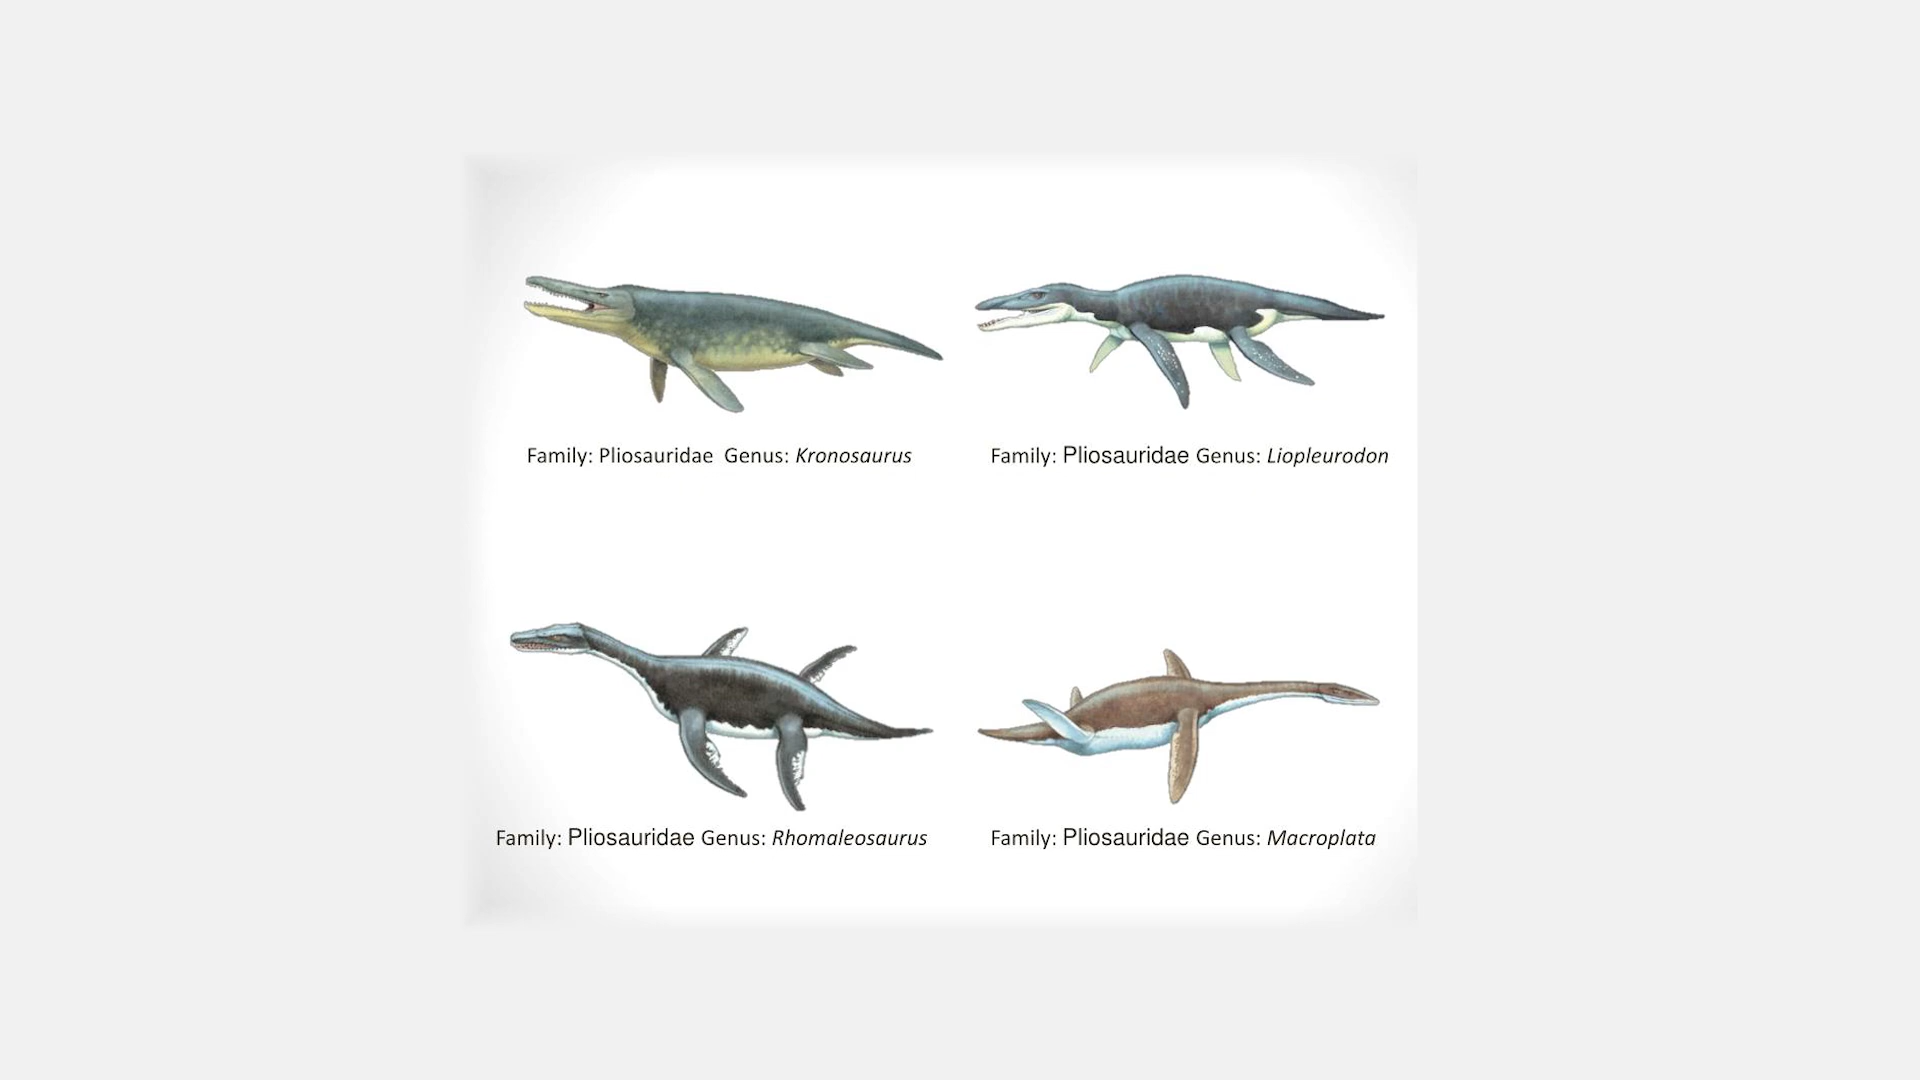 Family: Pliosauridae Genus: Kronosaurus
Family: Pliosauridae Genus: Liopleurodon
Family: Pliosauridae Genus: Rhomaleosaurus
Family: Pliosauridae Genus: Macroplata